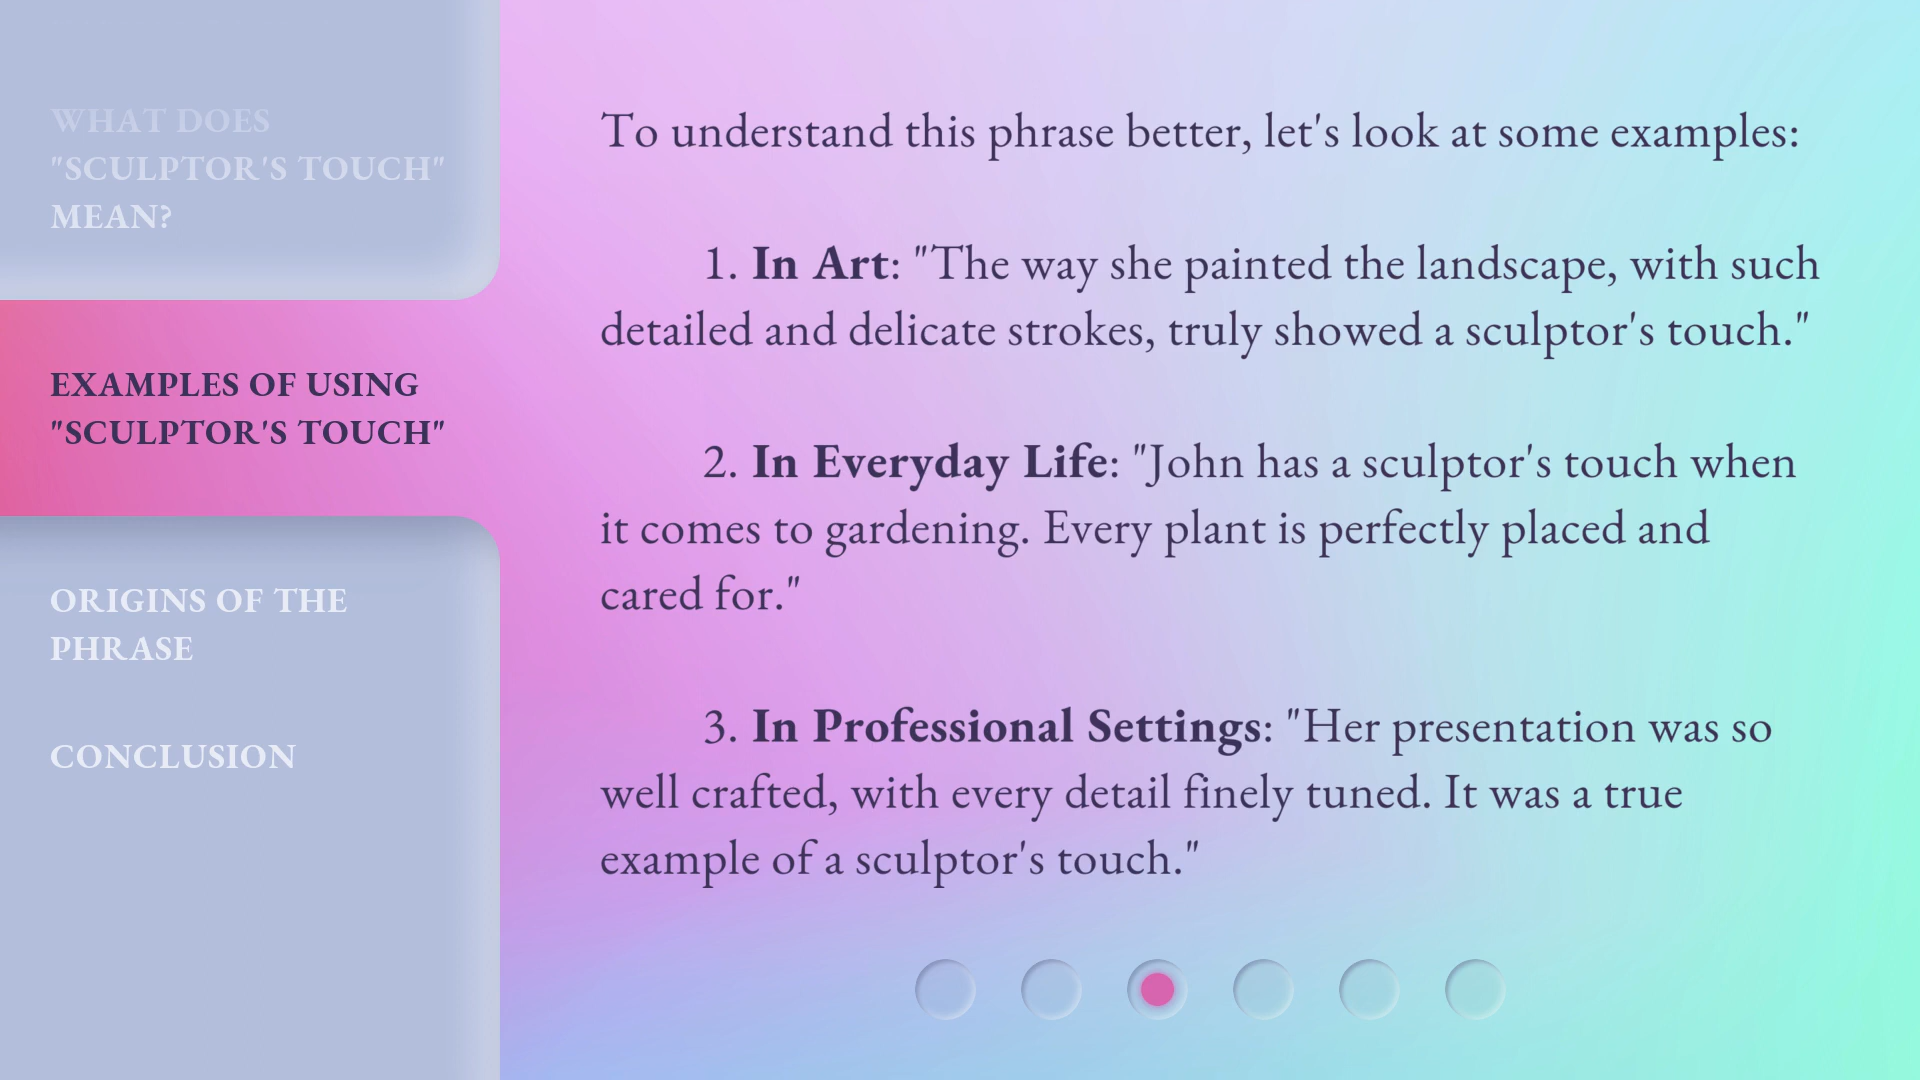 WHAT DOES
"SCULPTOR'S TOUCH"
MEAN?
EXAMPLES OF USING
"SCULPTOR'S TOUCH"
ORIGINS OF THE
PHRASE
CONCLUSION
To understand this phrase better, let's look at some examples:
1. In Art: "The way she painted the landscape, with such
detailed and delicate strokes, truly showed a sculptor's touch."
2. In Everyday Life: "John has a sculptor's touch when
it comes to gardening. Every plant is perfectly placed and
cared for."
3. In Professional Settings: "Her presentation was so
well crafted, with every detail finely tuned. It was a true
example of a sculptor's touch."